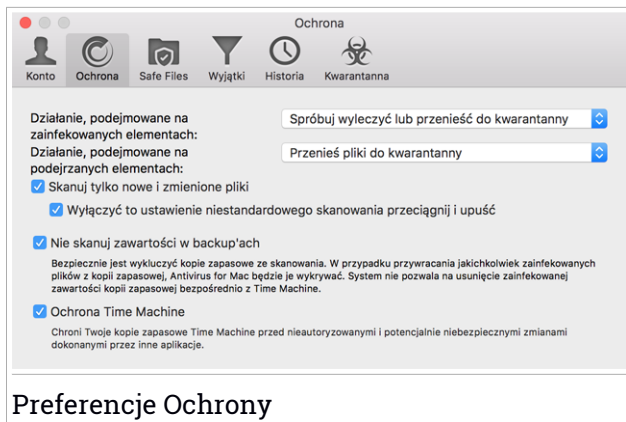 Ochrona
Konto Ochrona Safe Files Wyjątki Historia Kwarantanna
Działanie, podejmowane na
zainfekowanych elementach:
Spróbuj wyleczyć lub przenieść do kwarantanny
Działanie, podejmowane na
podejrzanych elementach:
Przenieś pliki do kwarantanny
Skanuj tylko nowe i zmienione pliki
Wyłączyć to ustawienie niestandardowego skanowania przeciągnij i upuść
Nie skanuj zawartości w backup'ach
Bezpiecznie jest wykluczyć kopie zapasowe ze skanowania. W przypadku przywracania jakichkolwiek zainfekowanych
plików z kopii zapasowej, Antivirus for Mac będzie je wykrywać. System nie pozwala na usunięcie zainfekowanej
zawartości kopii zapasowej bezpośrednio z Time Machine.
Ochrona Time Machine
Chroni Twoje kopie zapasowe Time Machine przed nieautoryzowanymi i potencjalnie niebezpiecznymi zmianami
dokonanymi przez inne aplikacje.
Preferencje Ochrony